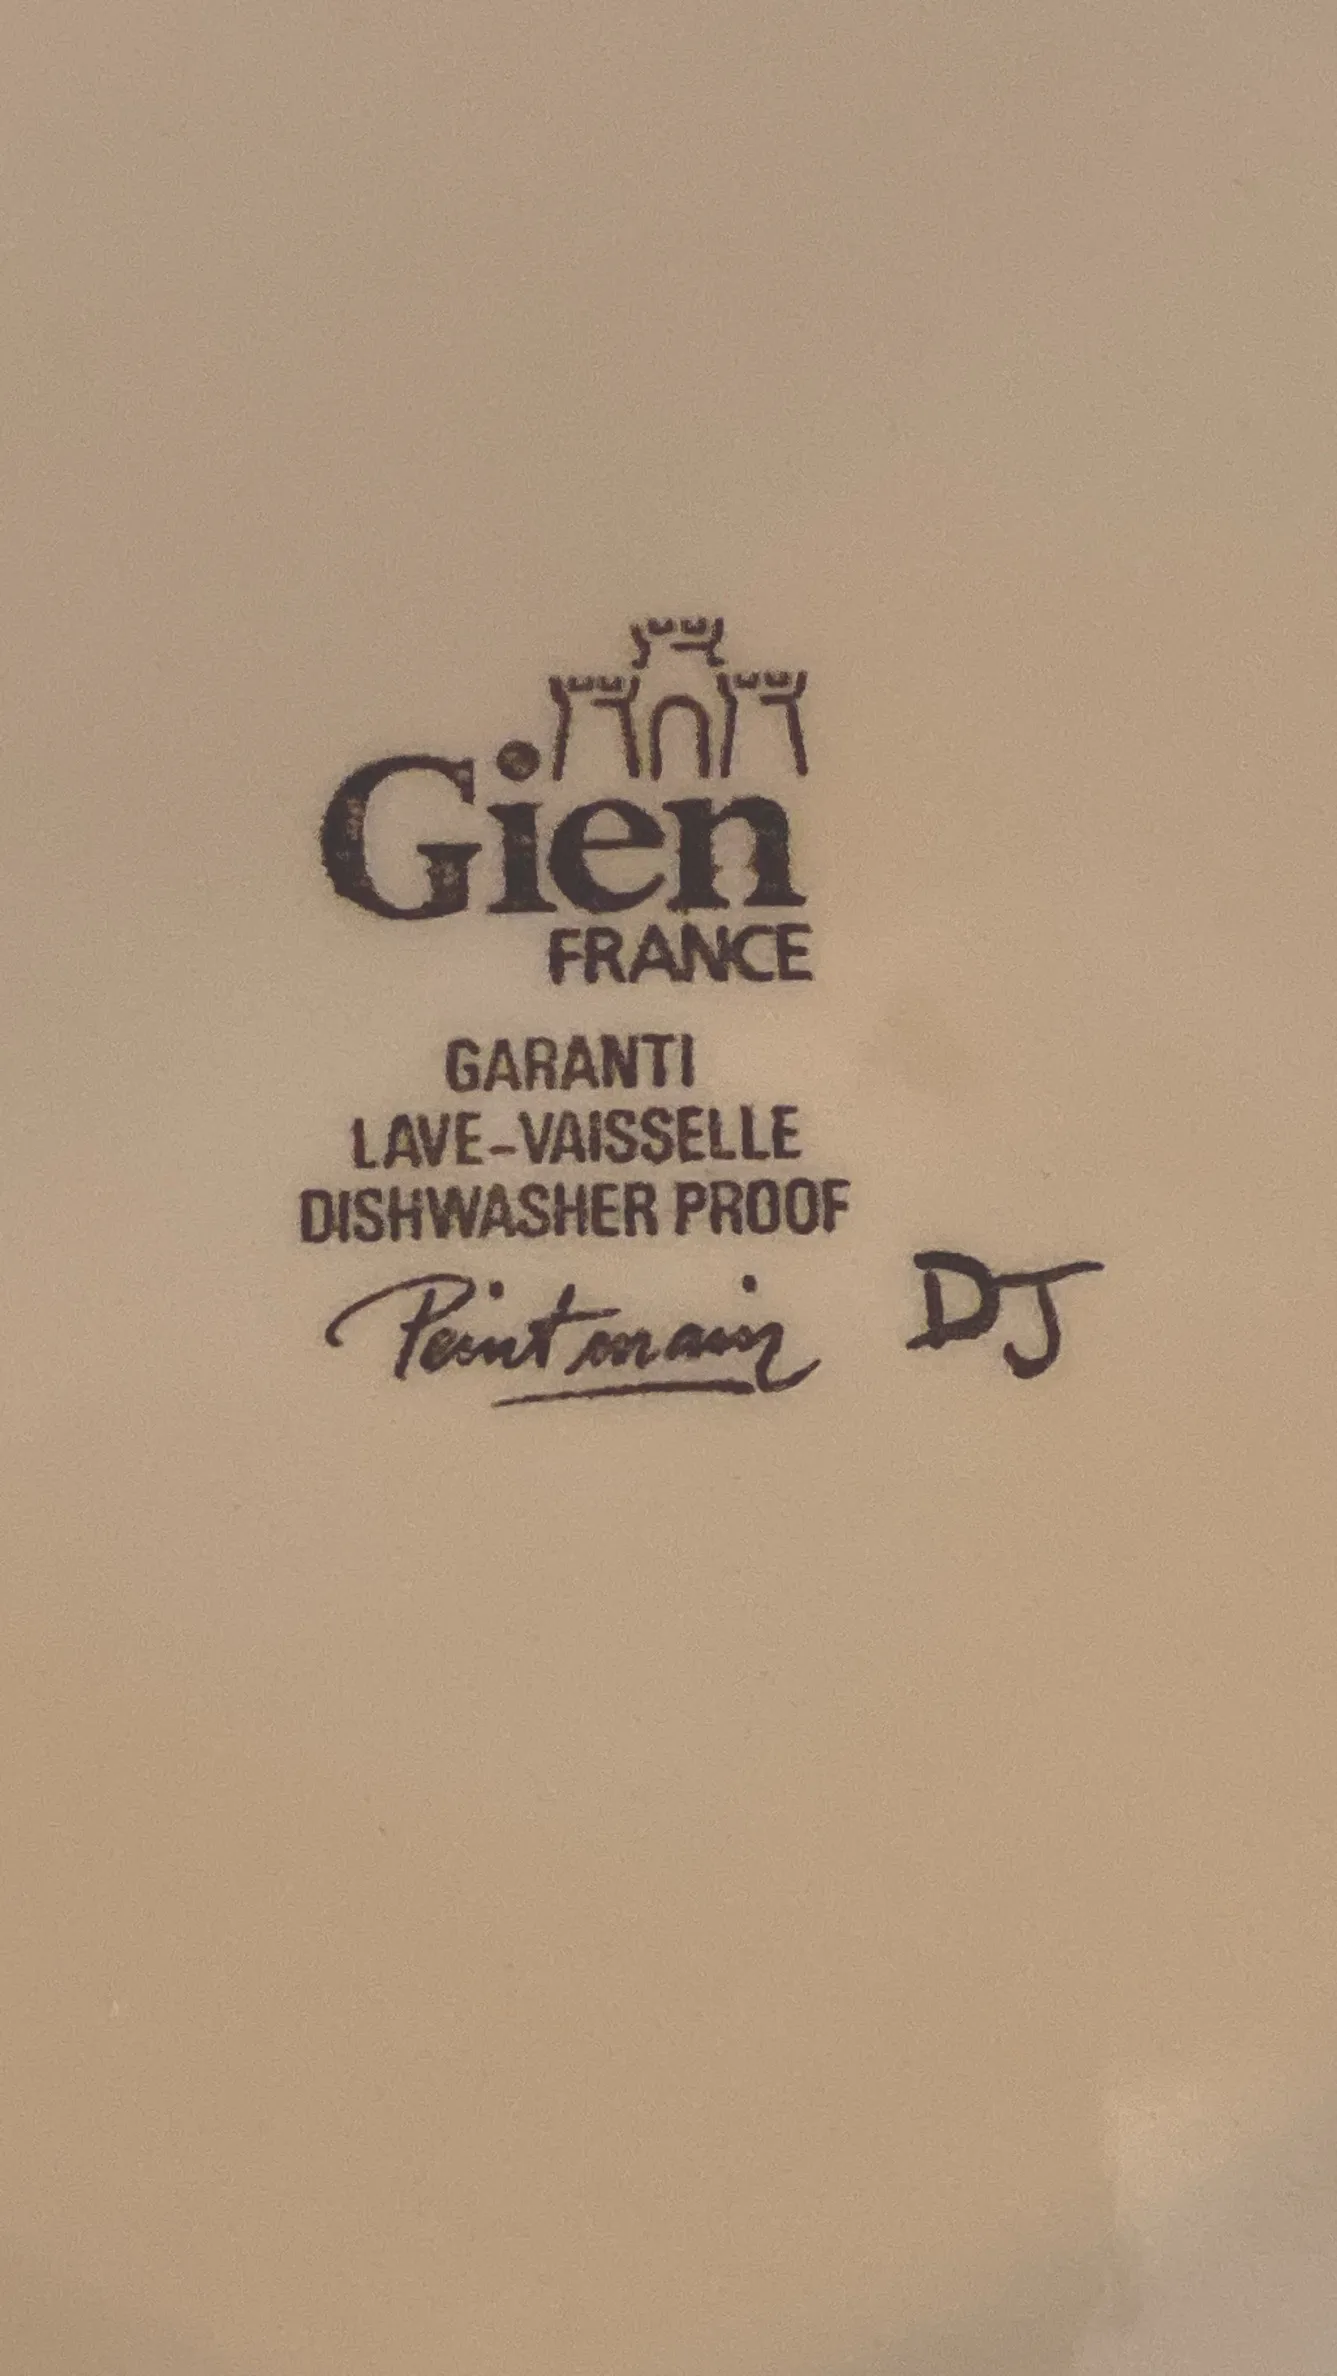 Gien
FRANCE
GARANTI
LAVE-VAISSELLE
DISHWASHER PROOF
Peint main DJ